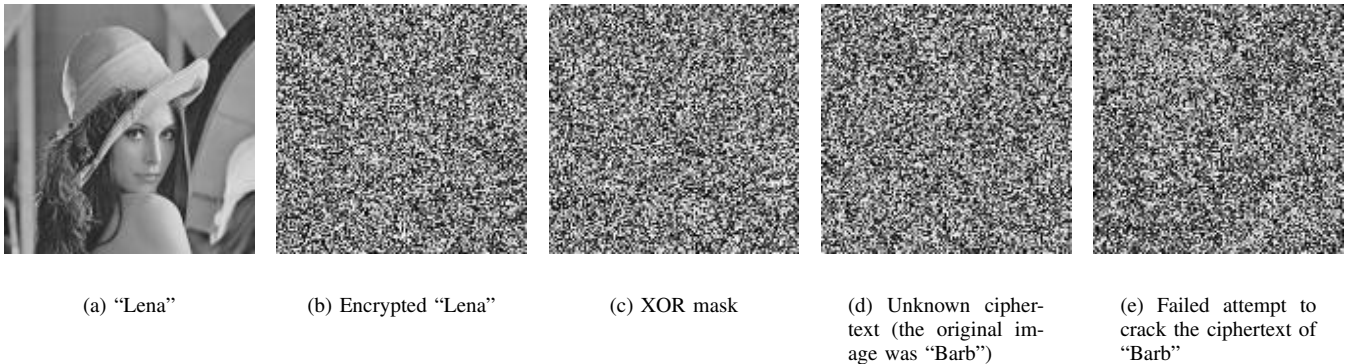 (a) “Lena”
(b) Encrypted “Lena”
(c) XOR mask
(d) Unknown cipher-
text (the original im-
age was “Barb”)
(e) Failed attempt to
crack the ciphertext of
“Barb”